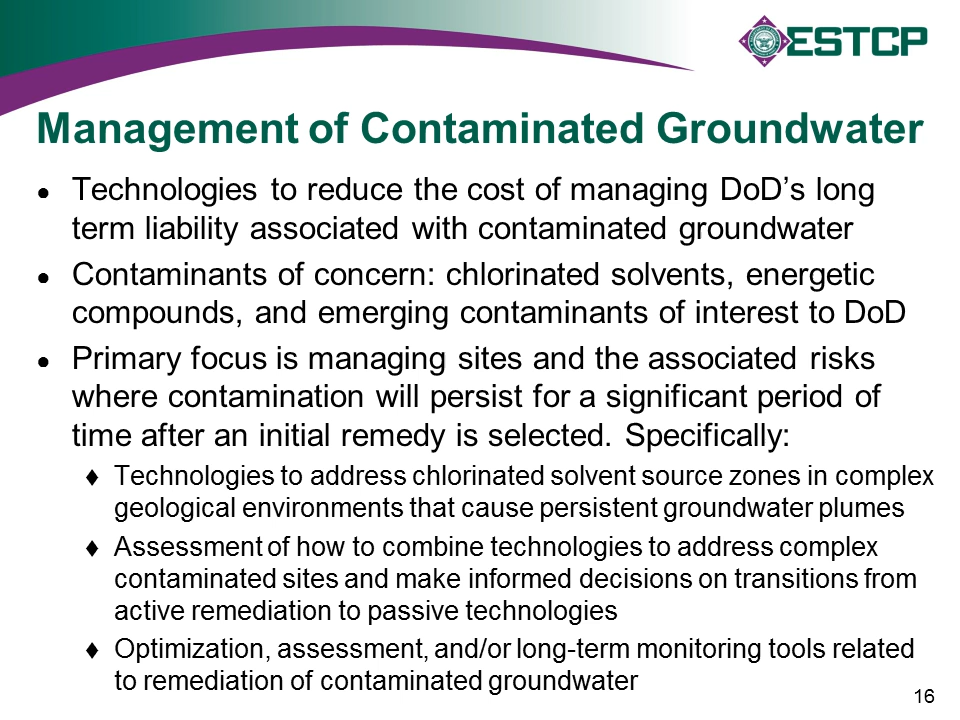 ESTCP
Management of Contaminated Groundwater
● Technologies to reduce the cost of managing DoD’s long
term liability associated with contaminated groundwater
● Contaminants of concern: chlorinated solvents, energetic
compounds, and emerging contaminants of interest to DoD
● Primary focus is managing sites and the associated risks
where contamination will persist for a significant period of
time after an initial remedy is selected. Specifically:
♦ Technologies to address chlorinated solvent source zones in complex
geological environments that cause persistent groundwater plumes
♦ Assessment of how to combine technologies to address complex
contaminated sites and make informed decisions on transitions from
active remediation to passive technologies
♦ Optimization, assessment, and/or long-term monitoring tools related
to remediation of contaminated groundwater
16